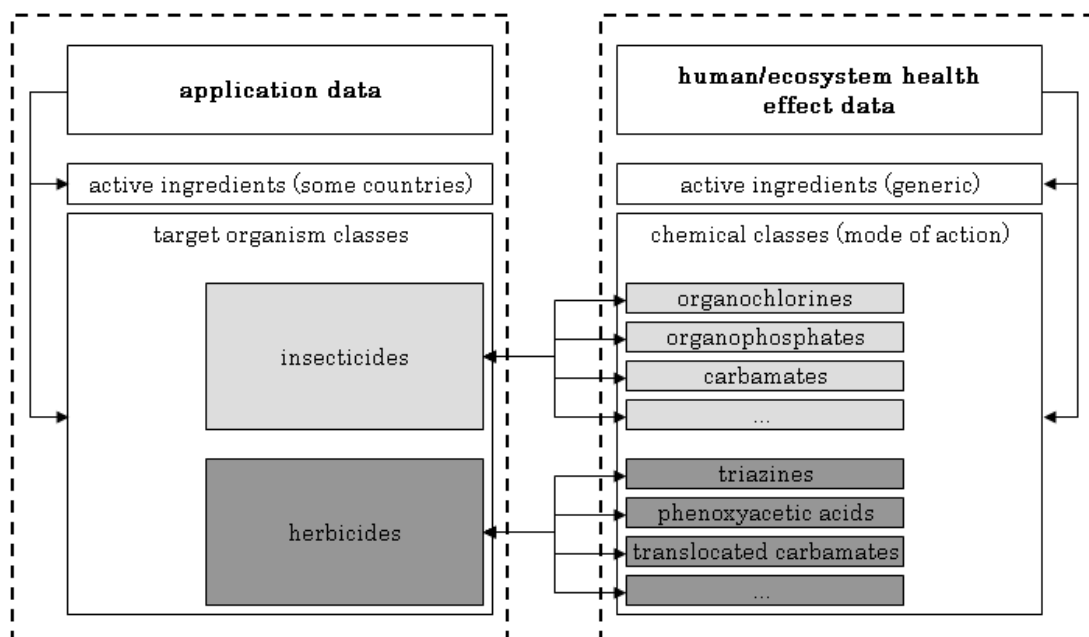 application data
active ingredients (some countries)
target organism classes
insecticides
herbicides
human/ecosystem health
effect data
active ingredients (generic)
chemical classes (mode of action)
organochlorines
organophosphates
carbamates
...
triazines
phenoxyacetic acids
translocated carbamates
...